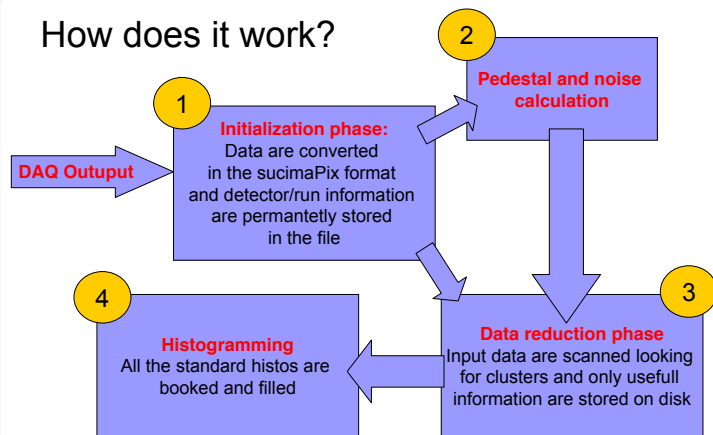 How does it work?
DAQ Outuput
1
Initialization phase:
Data are converted
in the sucimaPix format
and detector/run information
are permantetly stored
in the file
2
Pedestal and noise
calculation
3
Data reduction phase
Input data are scanned looking
for clusters and only usefull
information are stored on disk
4
Histogramming
All the standard histos are
booked and filled